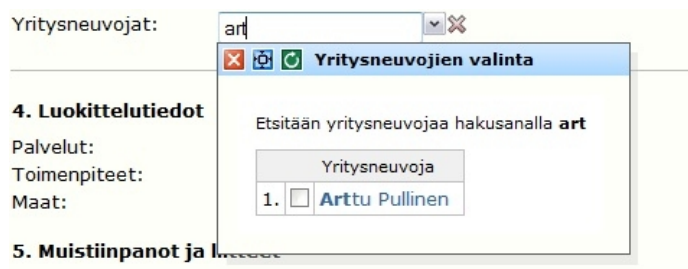 Yritysneuvojat: art
Yritysneuvojien valinta
Etsitään yritysneuvojaa hakusanalla art
Yritysneuvoja
1. Arttu Pullinen
4. Luokittelutiedot
Palvelut:
Toimenpiteet:
Maat:
5. Muistiinpanot ja